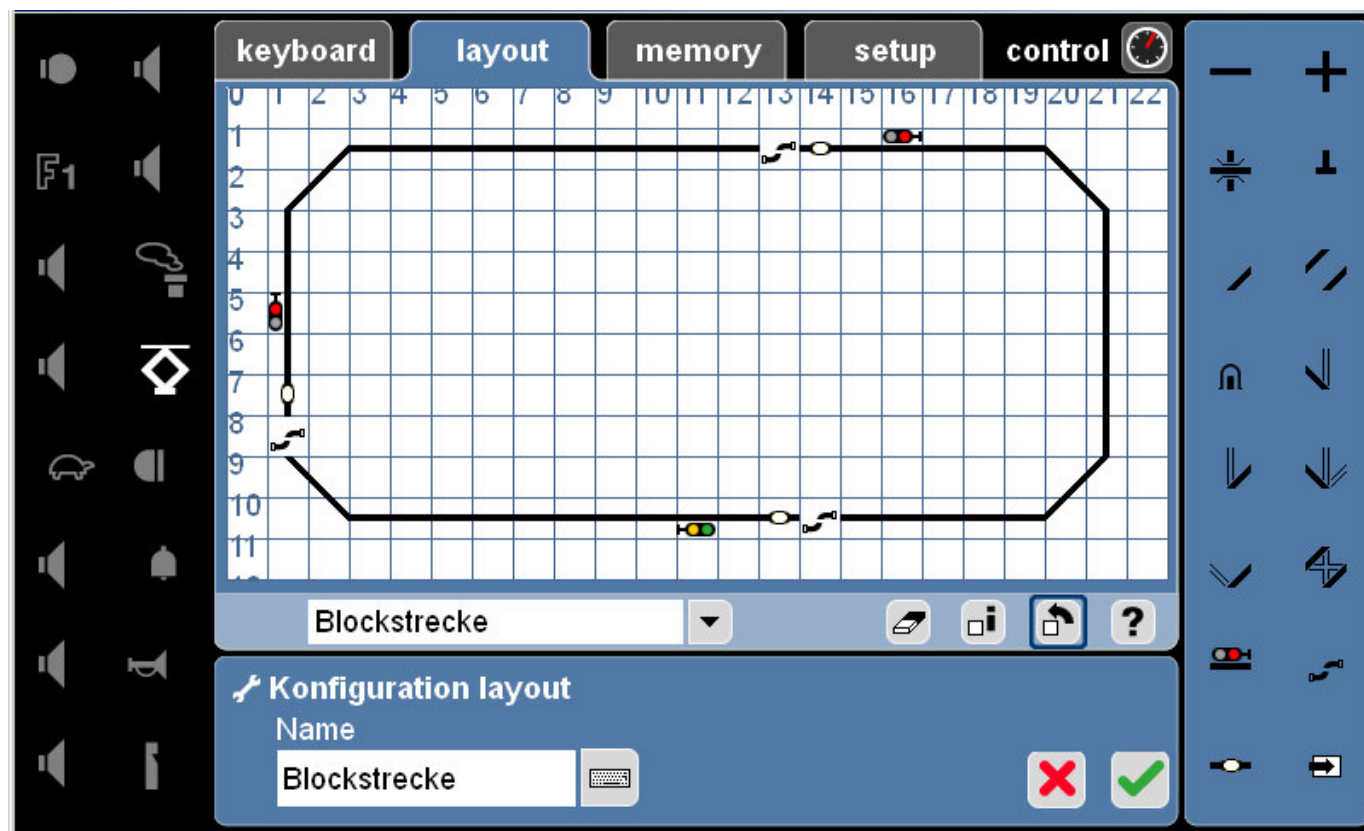 keyboard layout memory setup control
0 1 2 3 4 5 6 7 8 9 10 11 12 13 14 15 16 17 18 19 20 21 22
1
F1
2
3
4
5
6
7
8
9
10
11
Blockstrecke
i
?
Konfiguration layout
Name
Blockstrecke